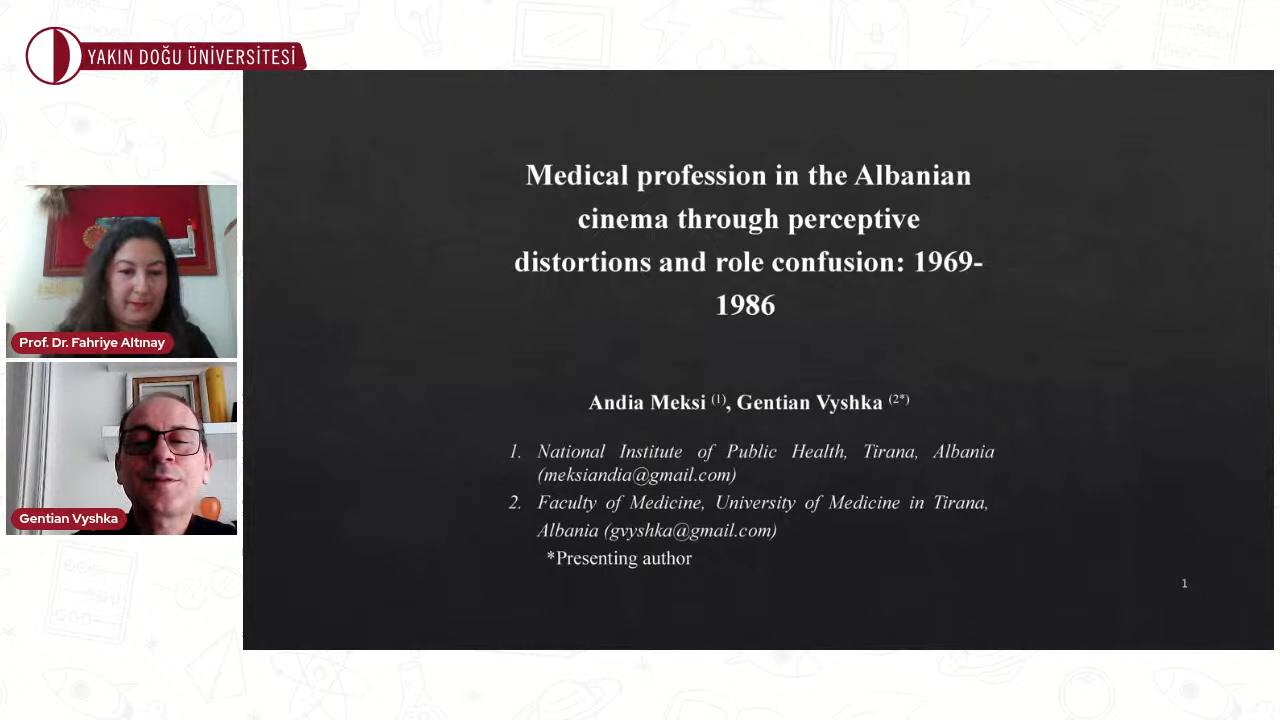 YAKIN DOĞU ÜNİVERSİTESİ
Medical profession in the Albanian
cinema through perceptive
distortions and role confusion: 1969-
1986
Andia Meksi (1), Gentian Vyshka (2*)
1. National Institute of Public Health, Tirana, Albania
(meksiandia@gmail.com)
2. Faculty of Medicine, University of Medicine in Tirana,
Albania (gvyshka@gmail.com)
*Presenting author
1
Prof. Dr. Fahriye Altınay
Gentian Vyshka